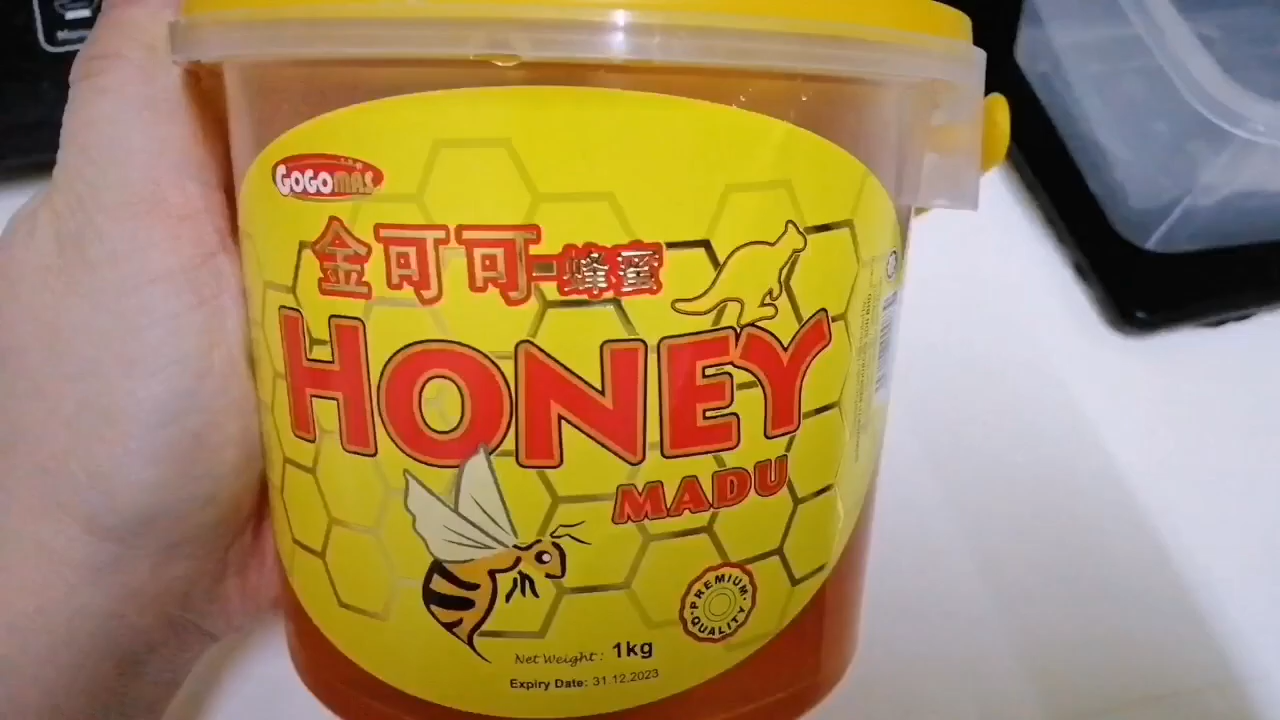 GOGOMAS
金可可-蜂蜜
HONEY
MADU
PREMIUM
QUALITY
Net Weight: 1kg
Expiry Date: 31.12.2023